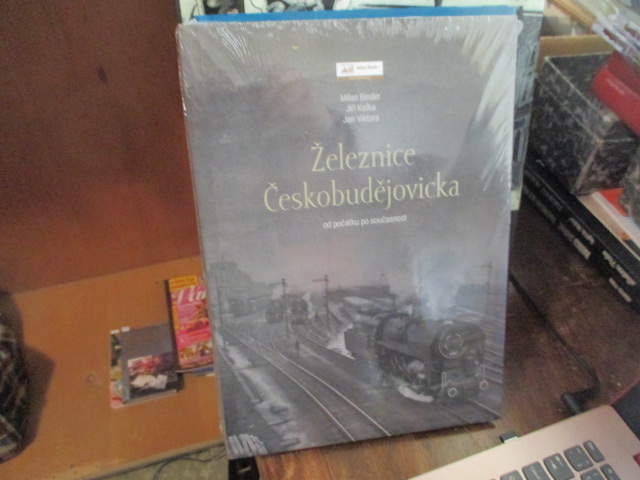 Milan Binder
Jiří Kafka
Jan Viktora
Železnice
Českobudějovicka
od počátku po současnost